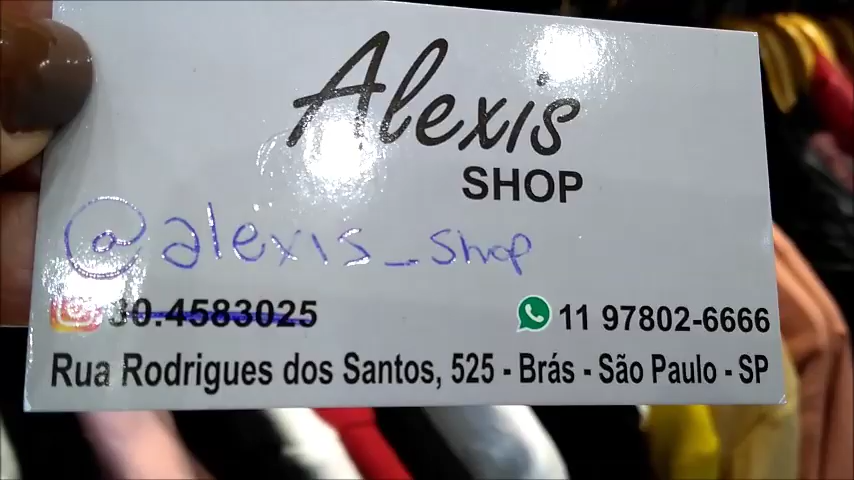 Alexis
SHOP
@alexis_shop
30.4583025
11 97802-6666
Rua Rodrigues dos Santos, 525 - Brás - São Paulo - SP